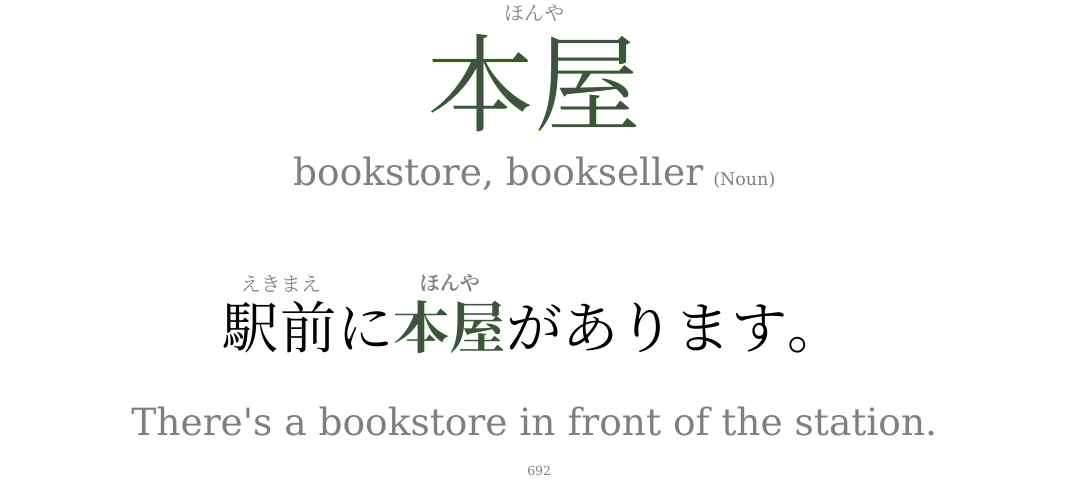 ほんや
本屋
bookstore, bookseller (Noun)
えきまえ ほんや
駅前に本屋があります。
There's a bookstore in front of the station.
692